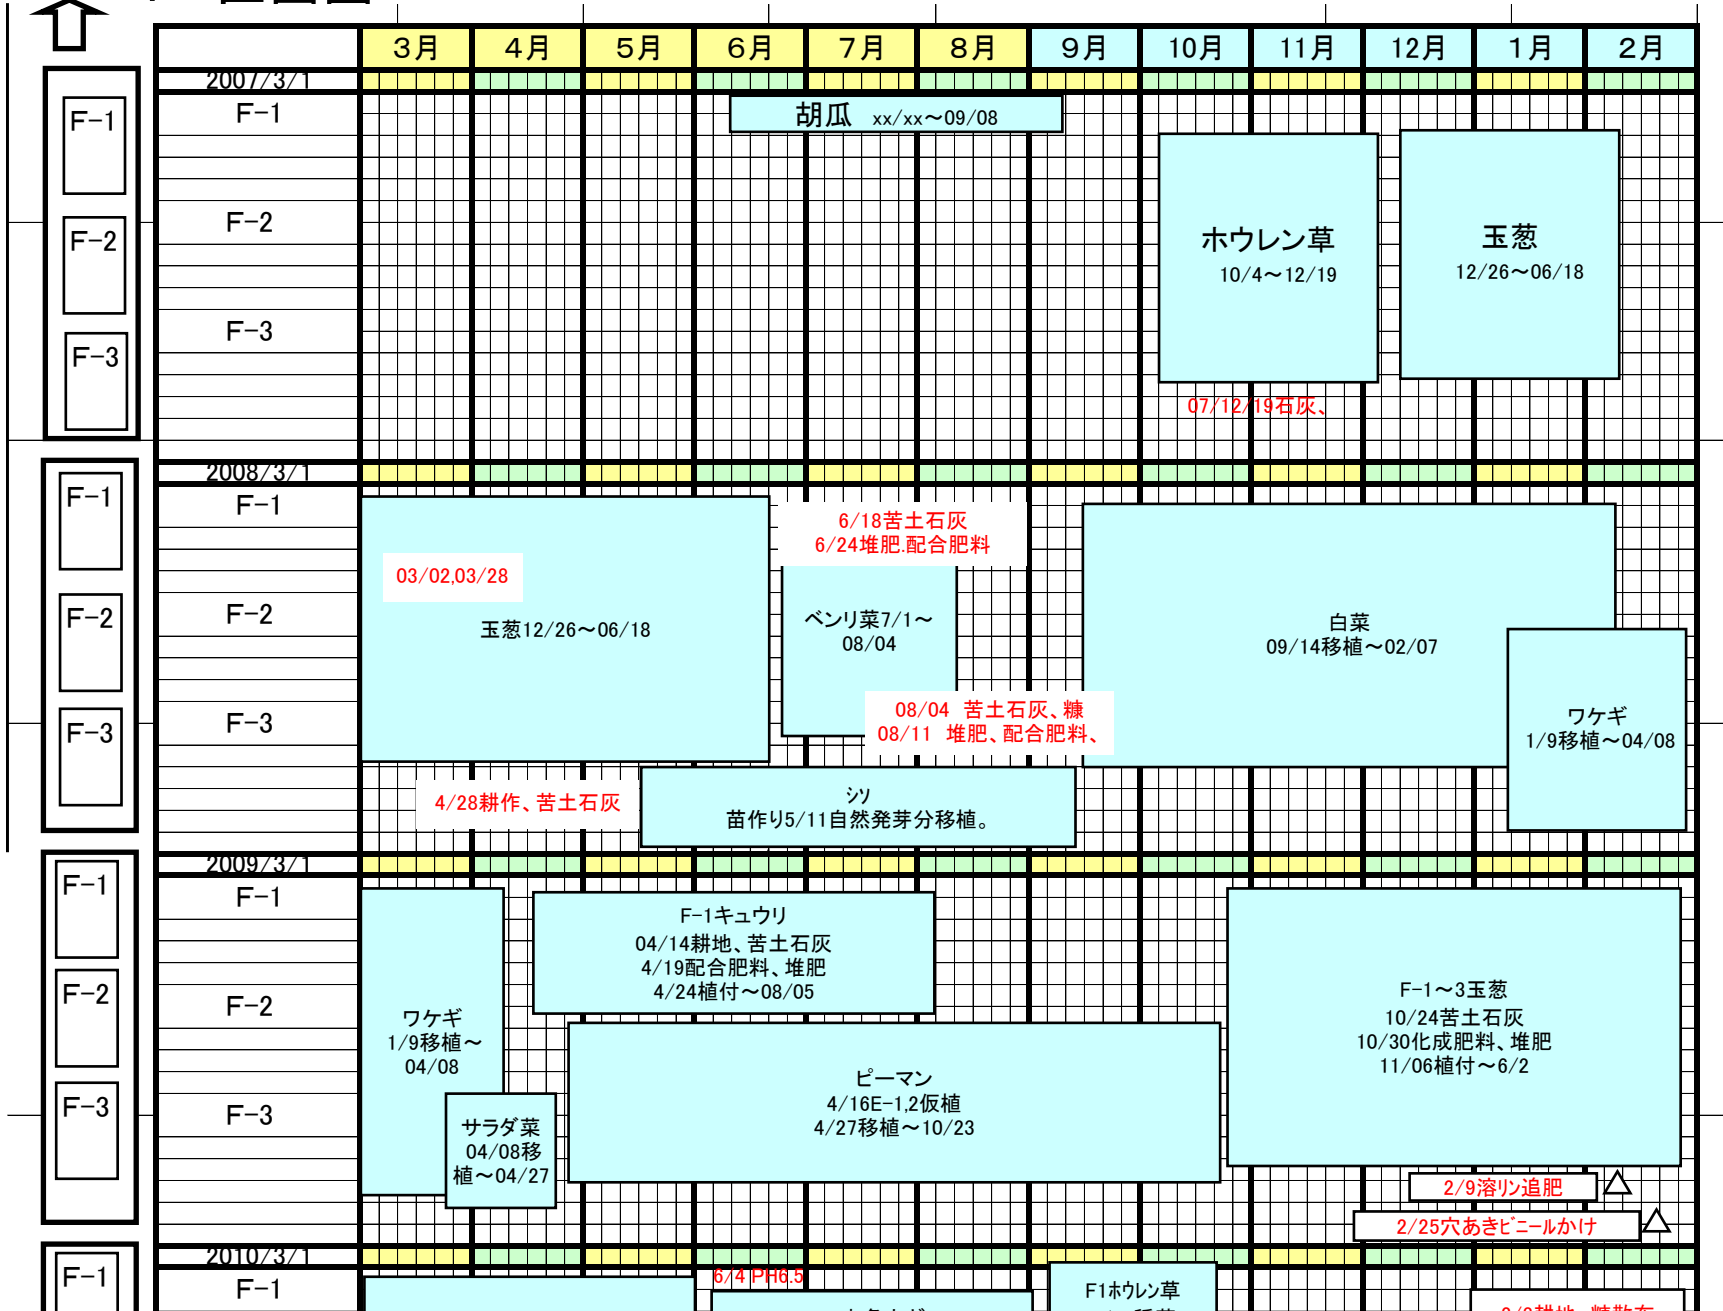 3月 4月 5月 6月 7月 8月 9月 10月 11月 12月 1月 2月
2007/3/1
F-1
F-2
F-3
F-1
F-2
F-3
胡瓜 xx/xx～09/08
ホウレン草
10/4～12/19
玉葱
12/26～06/18
07/12/19石灰、
2008/3/1
F-1
F-2
F-3
F-1
F-2
F-3
03/02,03/28
玉葱12/26～06/18
6/18苦土石灰
6/24堆肥.配合肥料
ベンリ菜7/1～
08/04
08/04 苦土石灰、糠
08/11 堆肥、配合肥料、
白菜
09/14移植～02/07
ワケギ
1/9移植～04/08
4/28耕作、苦土石灰
シソ
苗作り5/11自然発芽分移植。
2009/3/1
F-1
F-2
F-3
F-1
F-2
F-3
ワケギ
1/9移植～
04/08
サラダ菜
04/08移
植～04/27
F-1キュウリ
04/14耕地、苦土石灰
4/19配合肥料、堆肥
4/24植付～08/05
ピーマン
4/16E-1,2仮植
4/27移植～10/23
F-1～3玉葱
10/24苦土石灰
10/30化成肥料、堆肥
11/06植付～6/2
2/9溶リン追肥
2/25穴あきビニールかけ
2010/3/1
F-1
F-1
6/4 PH6.5
F1ホウレン草